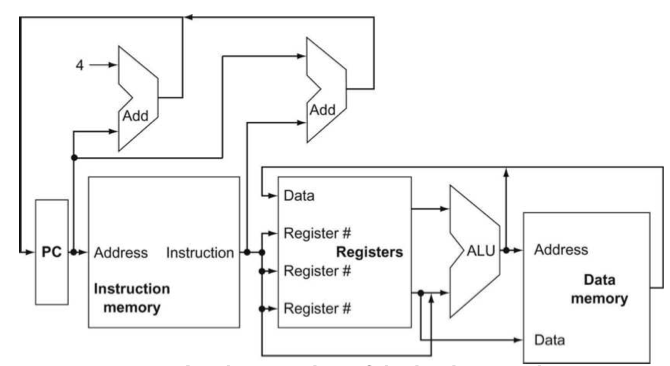 4
Add
Add
Data
Register #
PC
Address
Instruction
Registers
ALU
Address
Register #
Instruction memory
Data memory
Register #
Data